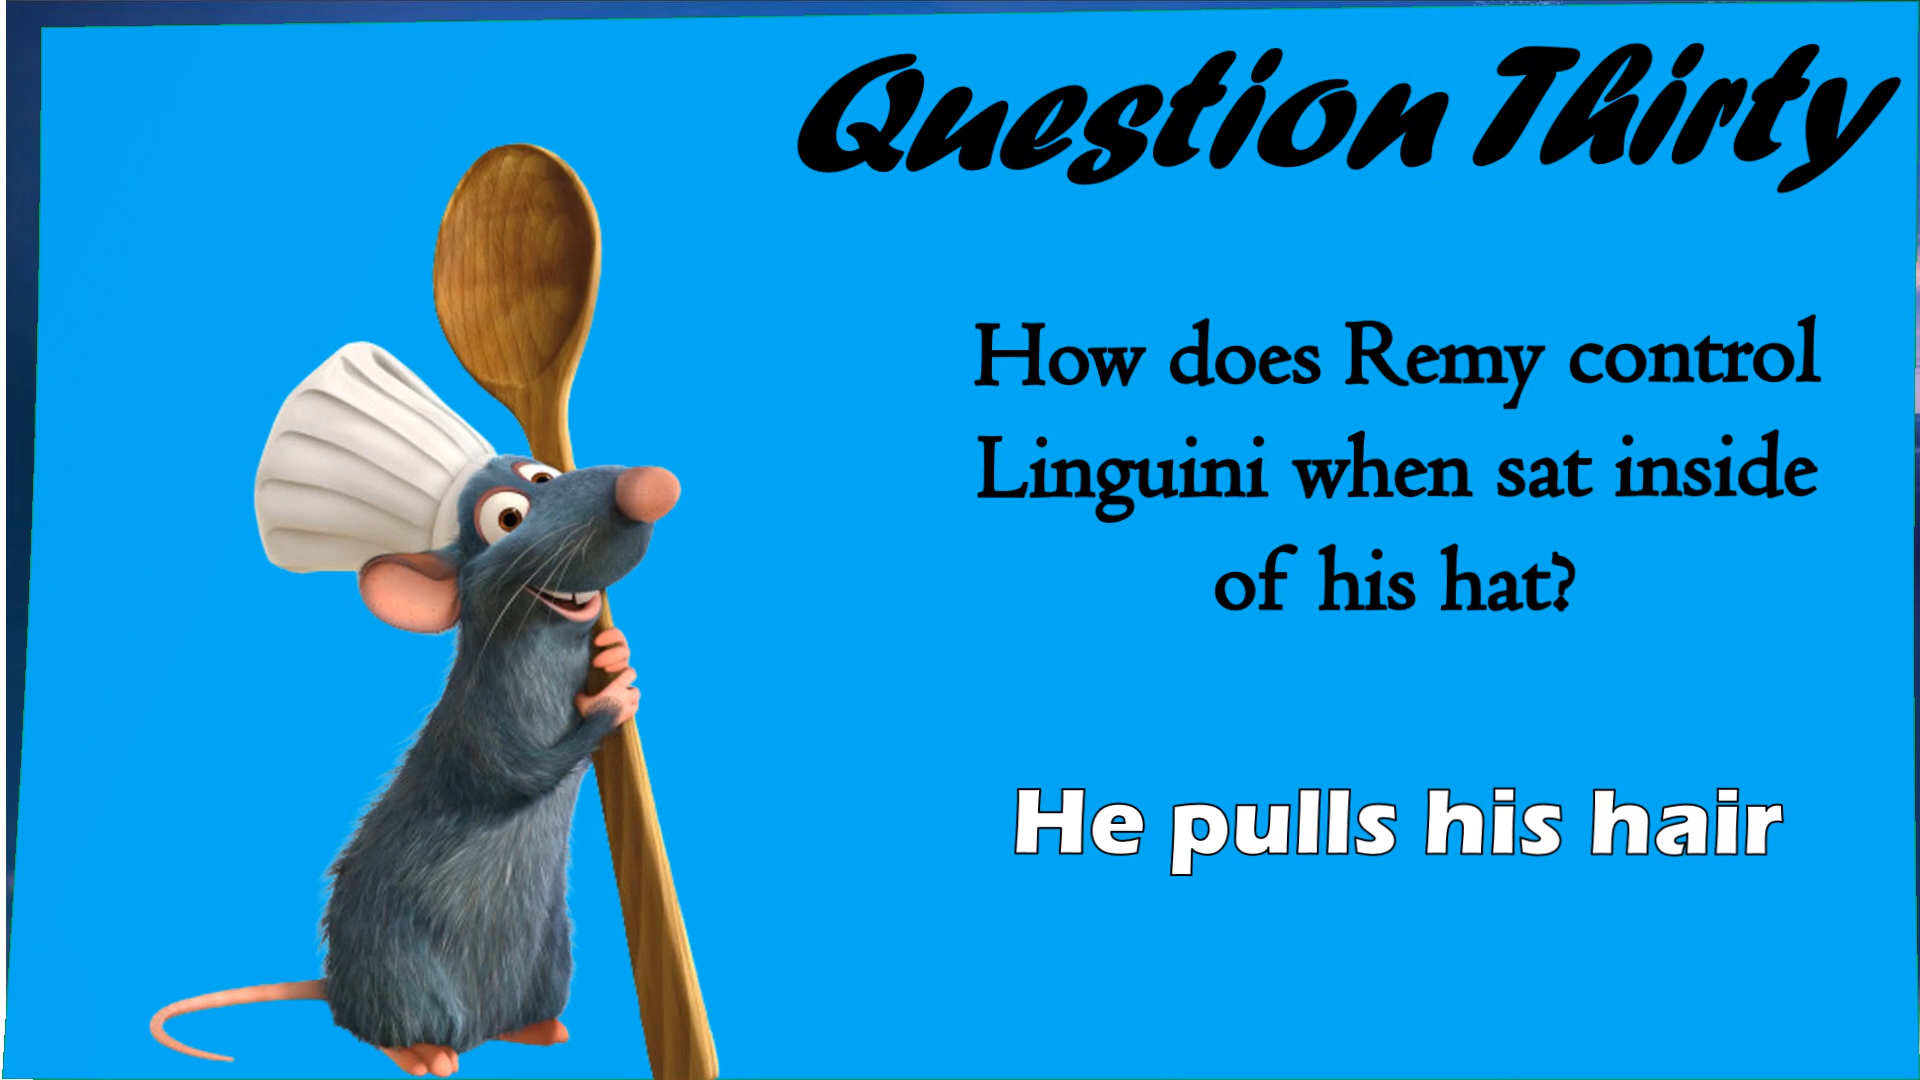 Question Thirty
How does Remy control
Linguini when sat inside
of his hat?
He pulls his hair